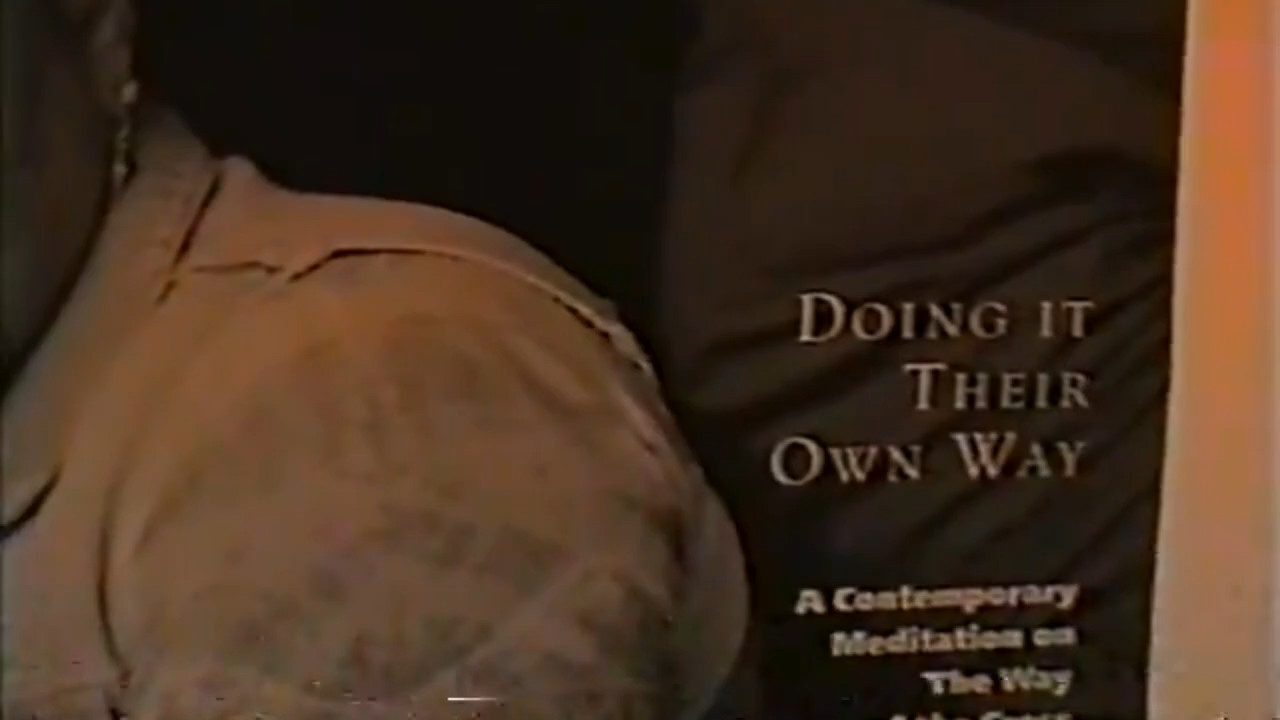 DOING IT
THEIR
OWN WAY
A Contemporary
Meditation on
The Way